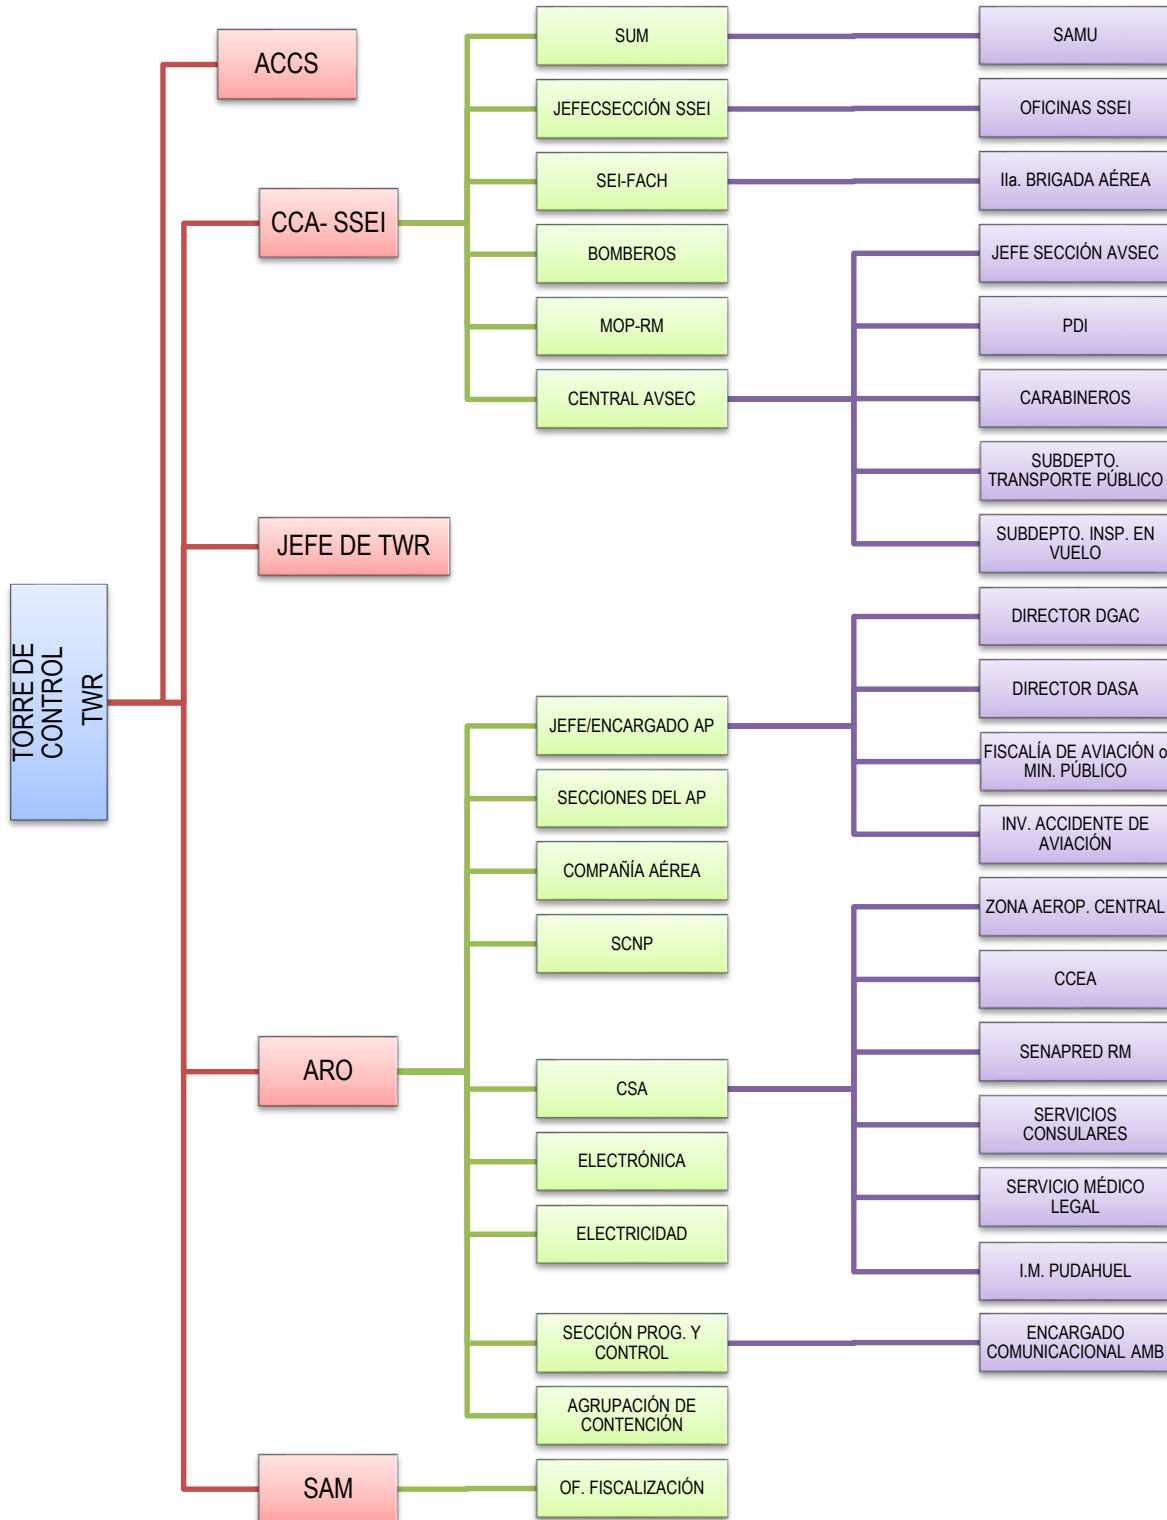 TORRE DE
CONTROL
TWR
ACCS
CCA- SSEI
JEFE DE TWR
ARO
SAM
SUM
JEFECSECCIÓN SSEI
SEI-FACH
BOMBEROS
MOP-RM
CENTRAL AVSEC
JEFE/ENCARGADO AP
SECCIONES DEL AP
COMPAÑÍA AÉREA
SCNP
CSA
ELECTRÓNICA
ELECTRICIDAD
SECCIÓN PROG. Y
CONTROL
AGRUPACIÓN DE
CONTENCIÓN
OF. FISCALIZACIÓN
SAMU
OFICINAS SSEI
IIa. BRIGADA AÉREA
JEFE SECCIÓN AVSEC
PDI
CARABINEROS
SUBDEPTO.
TRANSPORTE PÚBLICO
SUBDEPTO. INSP. EN
VUELO
DIRECTOR DGAC
DIRECTOR DASA
FISCALÍA DE AVIACIÓN o
MIN. PÚBLICO
INV. ACCIDENTE DE
AVIACIÓN
ZONA AEROP. CENTRAL
CCEA
SENAPRED RM
SERVICIOS
CONSULARES
SERVICIO MÉDICO
LEGAL
I.M. PUDAHUEL
ENCARGADO
COMUNICACIONAL AMB